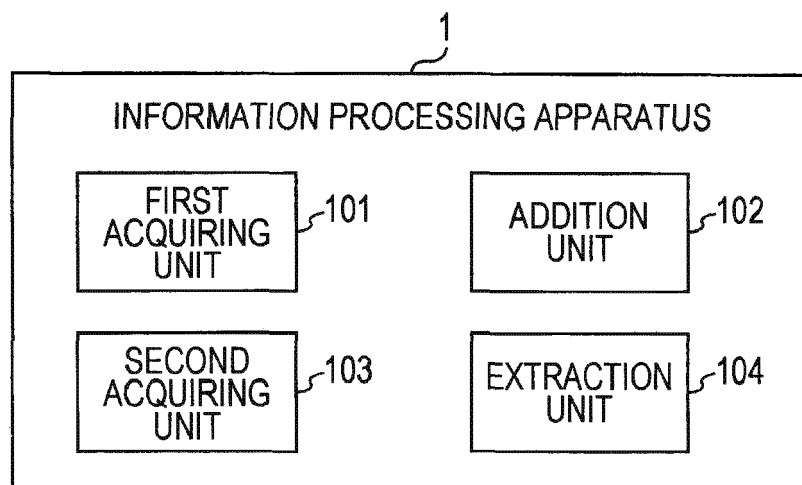 1
INFORMATION PROCESSING APPARATUS
FIRST
ACQUIRING
UNIT
101
ADDITION
UNIT
102
SECOND
ACQUIRING
UNIT
103
EXTRACTION
UNIT
104